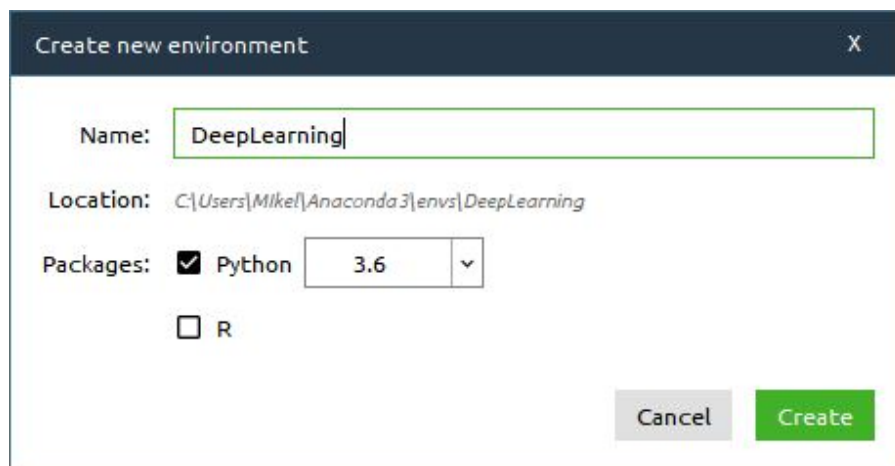 Create new environment X
Name: DeepLearning
Location: C:\Users\MIkel\Anaconda3\envs\DeepLearning
Packages: Python 3.6
R
Cancel Create